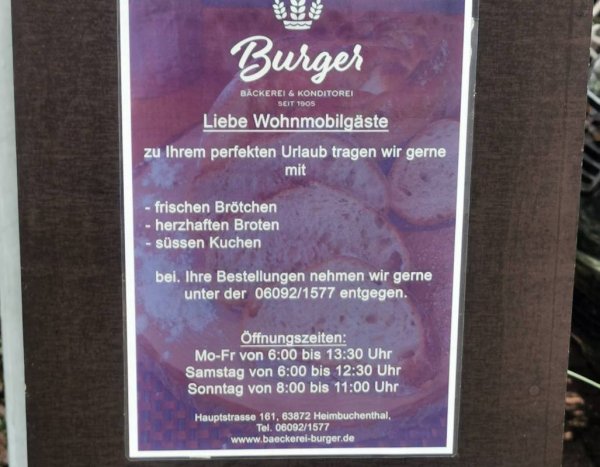 Burger
BÄCKEREI & KONDITOREI
SEIT 1905
Liebe Wohnmobilgäste
zu Ihrem perfekten Urlaub tragen wir gerne
mit
- frischen Brötchen
- herzhaften Broten
- süssen Kuchen
bei. Ihre Bestellungen nehmen wir gerne
unter der 06092/1577 entgegen.
Öffnungszeiten:
Mo-Fr von 6:00 bis 13:30 Uhr
Samstag von 6:00 bis 12:30 Uhr
Sonntag von 8:00 bis 11:00 Uhr
Hauptstrasse 161, 63872 Heimbuchenthal,
Tel. 06092/1577
www.baeckerei-burger.de